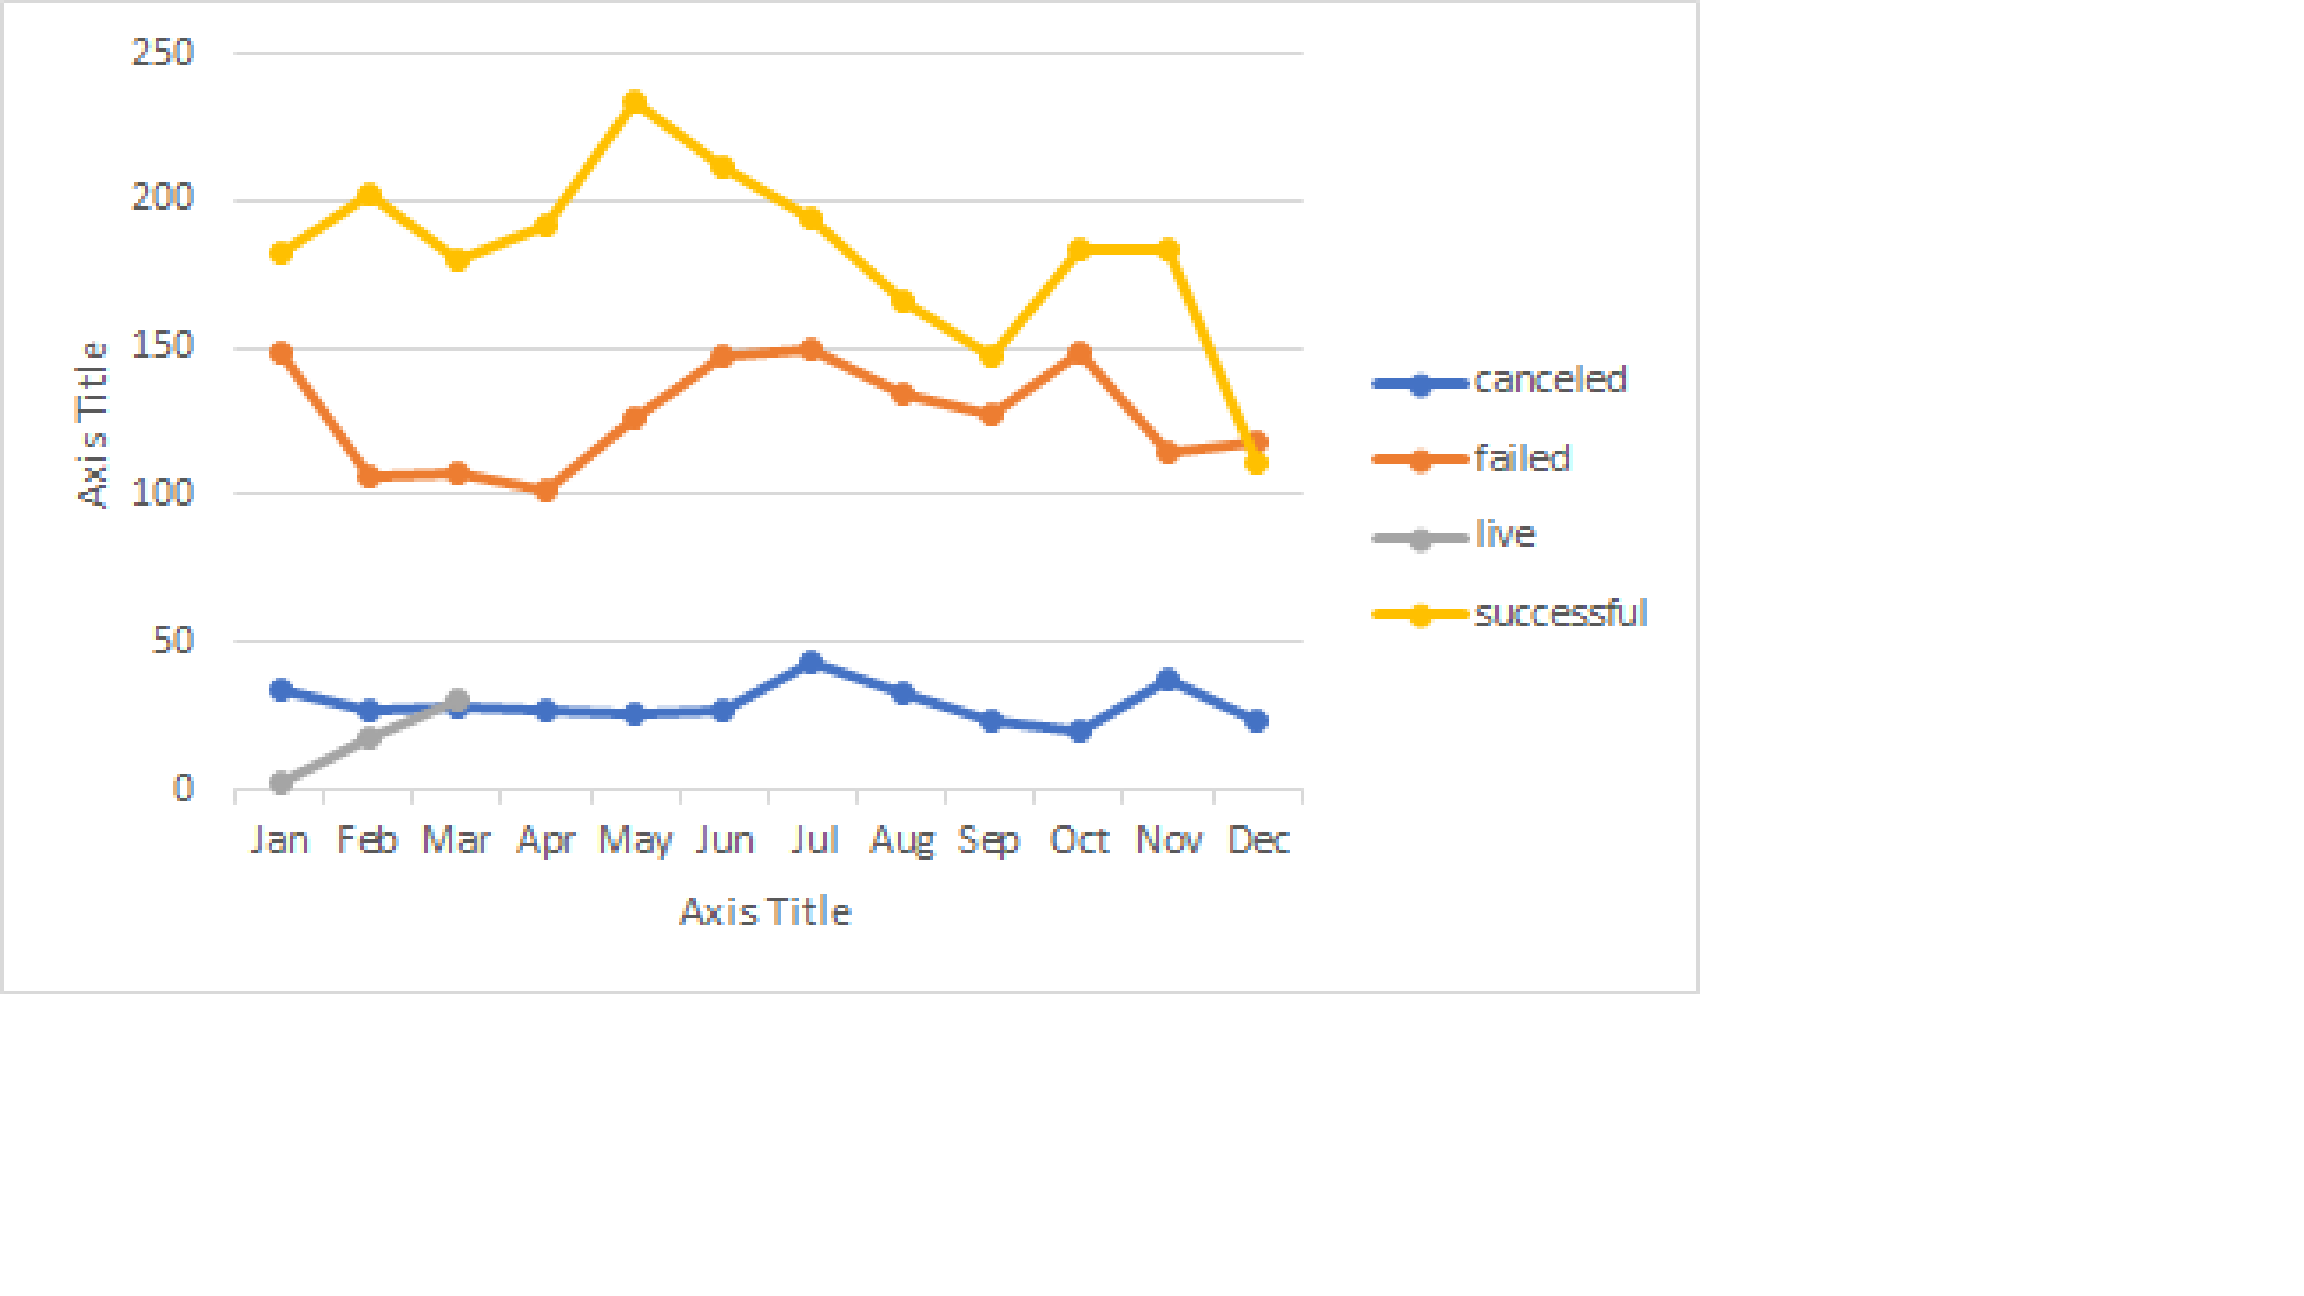 250
200
150
100
50
0
Axis Title
Jan Feb Mar Apr May Jun Jul Aug Sep Oct Nov Dec
Axis Title
canceled
failed
live
successful